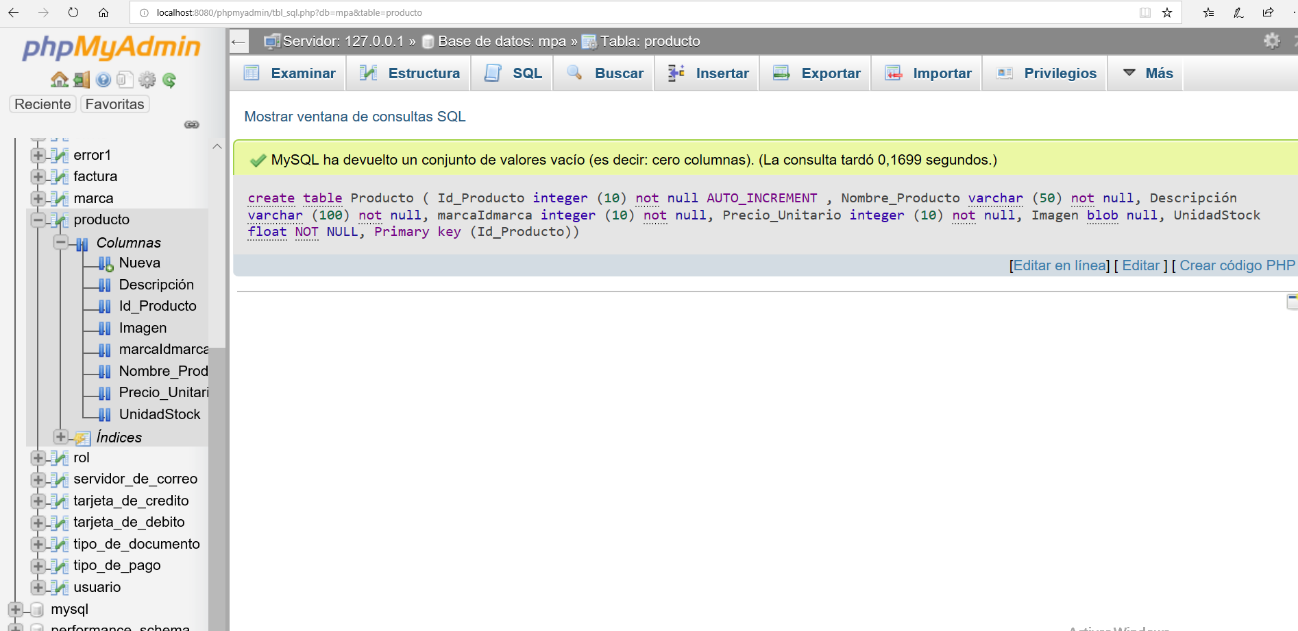 localhost:8080/phpmyadmin/tbl_sql.php?db=mpa&table=producto
phpMyAdmin
Reciente Favoritas
error1
factura
marca
producto
Columnas
Nueva
Descripción
Id_Producto
Imagen
marcaIdmarca
Nombre_Prod
Precio_Unitari
UnidadStock
Índices
rol
servidor_de_correo
tarjeta_de_credito
tarjeta_de_debito
tipo_de_documento
tipo_de_pago
usuario
mysql
performance_schema
Servidor: 127.0.0.1 » Base de datos: mpa » Tabla: producto
Examinar Estructura SQL Buscar Insertar Exportar Importar Privilegios Más
Mostrar ventana de consultas SQL
MySQL ha devuelto un conjunto de valores vacío (es decir: cero columnas). (La consulta tardó 0,1699 segundos.)
create table Producto ( Id_Producto integer (10) not null AUTO_INCREMENT , Nombre_Producto varchar (50) not null, Descripción
varchar (100) not null, marcaIdmarca integer (10) not null, Precio_Unitario integer (10) not null, Imagen blob null, UnidadStock
float NOT NULL, Primary key (Id_Producto))
[Editar en línea] [ Editar ] [ Crear código PHP
Activar Windows